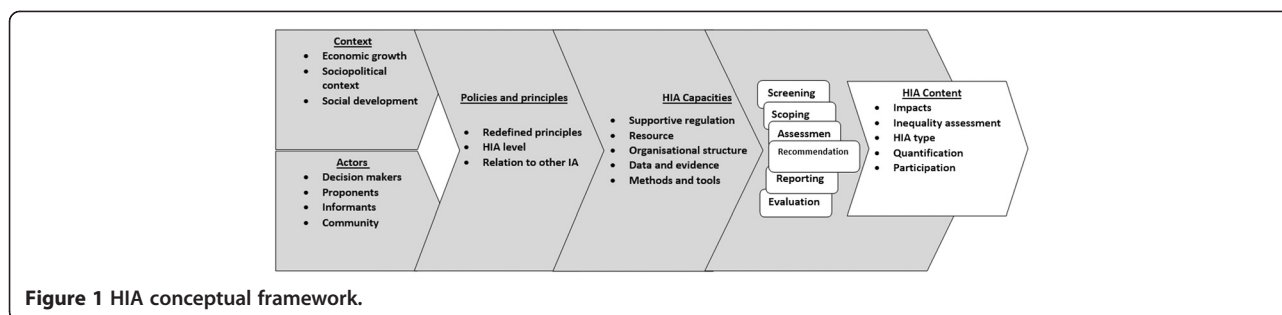 Context
• Economic growth
• Sociopolitical
context
• Social development
Actors
• Decision makers
• Proponents
• Informants
• Community
Policies and principles
• Redefined principles
• HIA level
• Relation to other IA
HIA Capacities
• Supportive regulation
• Resource
• Organisational structure
• Data and evidence
• Methods and tools
Screening
Scoping
Assessmen
Recommendation
Reporting
Evaluation
HIA Content
• Impacts
• Inequality assessment
• HIA type
• Quantification
• Participation
Figure 1 HIA conceptual framework.